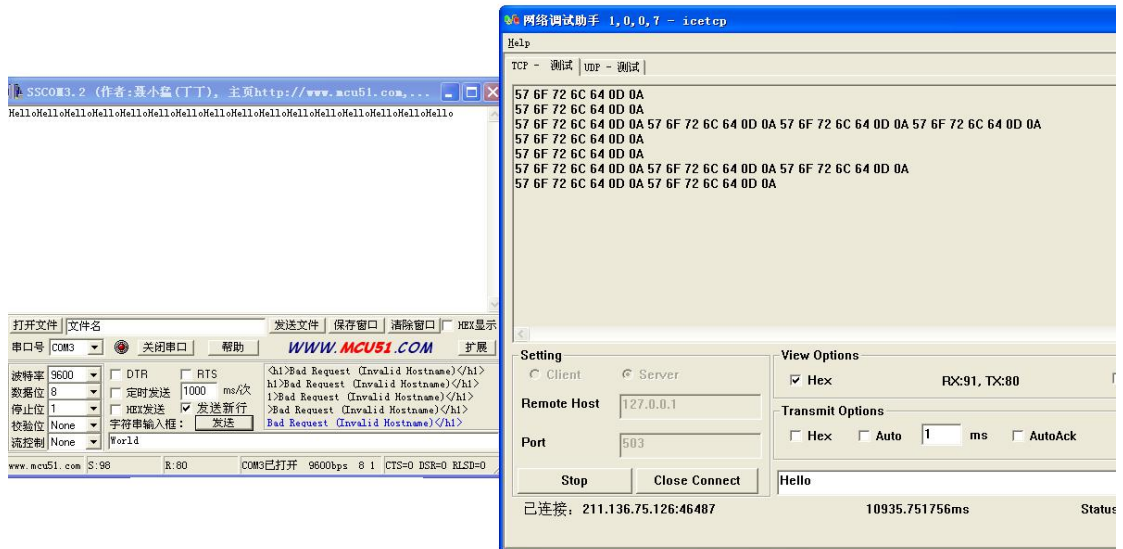 SSCOM3.2 (作者:聂小猛(丁丁), 主页http://www.mcu51.com,...
HelloHelloHelloHelloHelloHelloHelloHelloHelloHelloHelloHelloHelloHelloHelloHello
打开文件 文件名 发送文件 保存窗口 清除窗口 HEX显示
串口号 COM3 关闭串口 帮助 WWW.MCU51.COM 扩展
波特率 9600 DTR RTS
数据位 8 定时发送 1000 ms/次
停止位 1 HEX发送 发送新行
校验位 None 字符串输入框: 发送
流控制 None World
<h1>Bad Request (Invalid Hostname)</h1>
h1>Bad Request (Invalid Hostname)</h1>
1>Bad Request (Invalid Hostname)</h1>
>Bad Request (Invalid Hostname)</h1>
Bad Request (Invalid Hostname)</h1>
www.mcu51.com S:98 R:80 COM3已打开 9600bps 8 1 CTS=0 DSR=0 RLSD=0
网络调试助手 1,0,0,7 - icetcp
Help
TCP - 测试 UDP - 测试
57 6F 72 6C 64 0D 0A
57 6F 72 6C 64 0D 0A
57 6F 72 6C 64 0D 0A 57 6F 72 6C 64 0D 0A 57 6F 72 6C 64 0D 0A 57 6F 72 6C 64 0D 0A
57 6F 72 6C 64 0D 0A
57 6F 72 6C 64 0D 0A
57 6F 72 6C 64 0D 0A 57 6F 72 6C 64 0D 0A 57 6F 72 6C 64 0D 0A
57 6F 72 6C 64 0D 0A 57 6F 72 6C 64 0D 0A
Setting
Client Server
Remote Host 127.0.0.1
Port 503
Stop Close Connect
View Options
Hex RX:91, TX:80
Transmit Options
Hex Auto 1 ms AutoAck
Hello
已连接: 211.136.75.126:46487 10935.751756ms Status